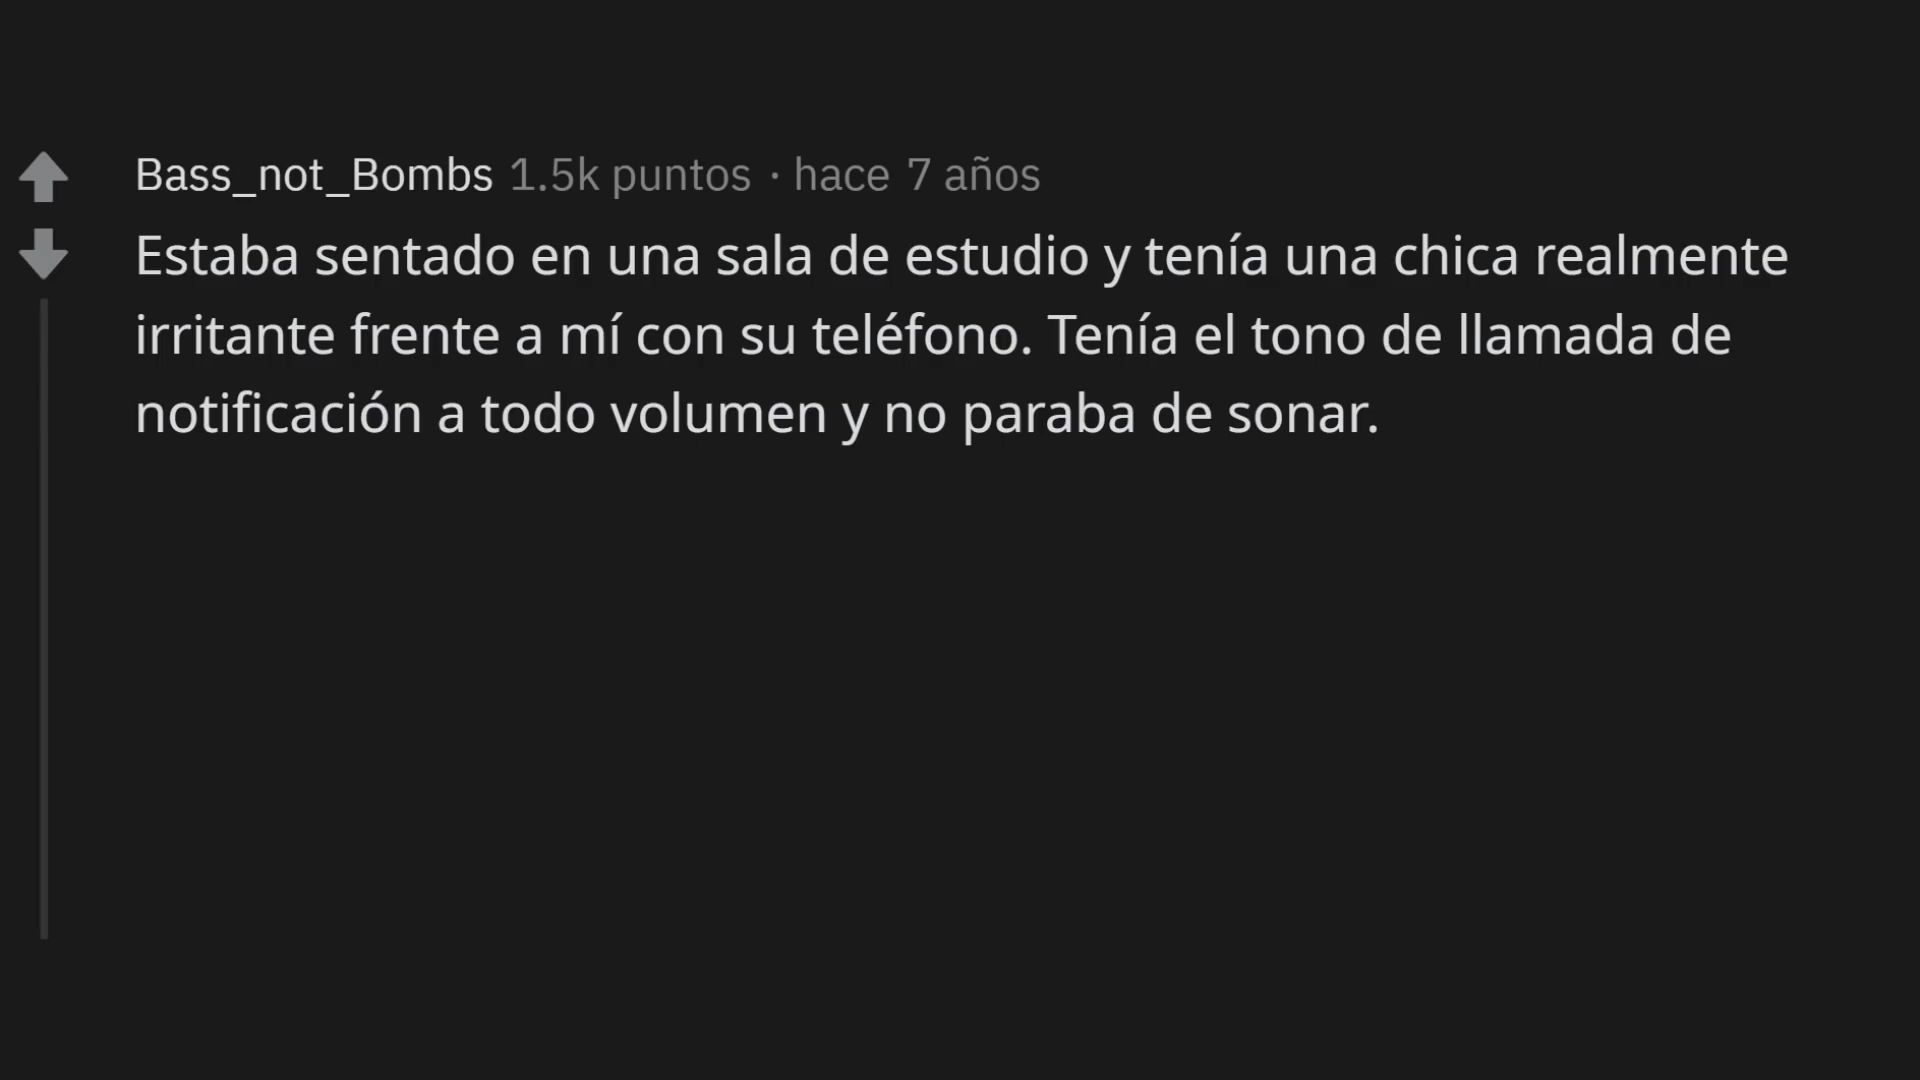 Bass_not_Bombs 1.5k puntos · hace 7 años
Estaba sentado en una sala de estudio y tenía una chica realmente
irritante frente a mí con su teléfono. Tenía el tono de llamada de
notificación a todo volumen y no paraba de sonar.